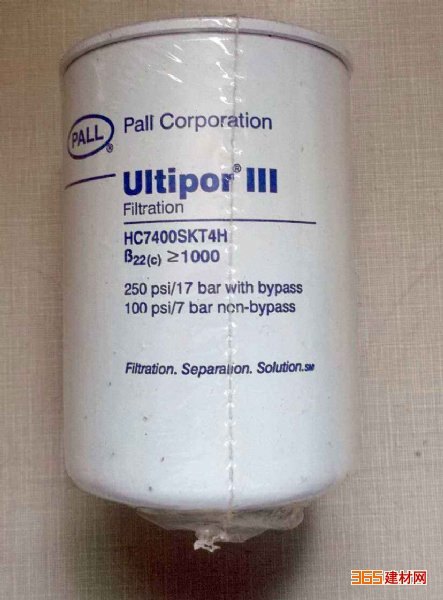 PALL®
Pall Corporation
Ultipor® III
Filtration
HC7400SKT4H
ß22(c) ≥1000
250 psi/17 bar with bypass
100 psi/7 bar non-bypass
Filtration. Separation. Solution.SM
365建材网